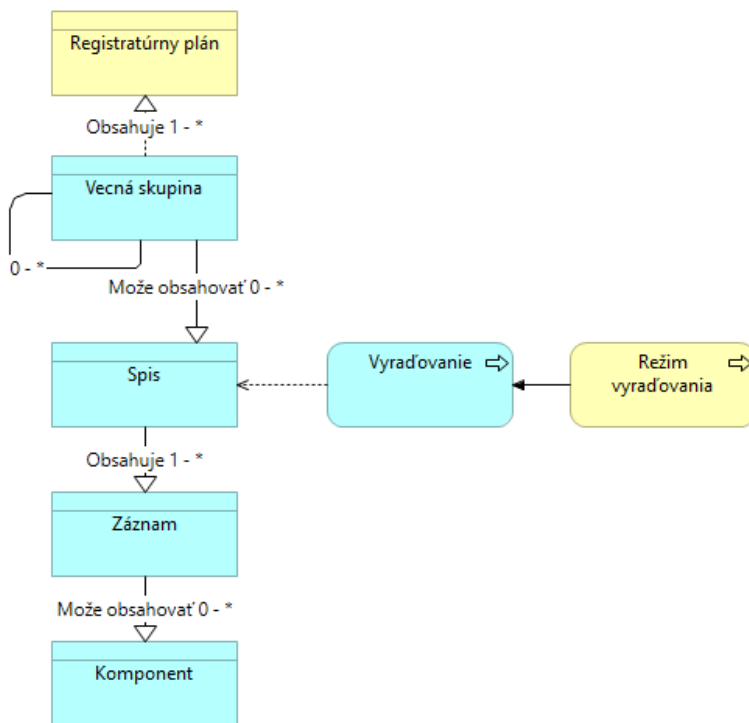 Registratúrny plán
Obsahuje 1 - *
Vecná skupina
0 - *
Može obsahovať 0 - *
Spis
Vyraďovanie
Režim
vyraďovania
Obsahuje 1 - *
Záznam
Može obsahovať 0 - *
Komponent